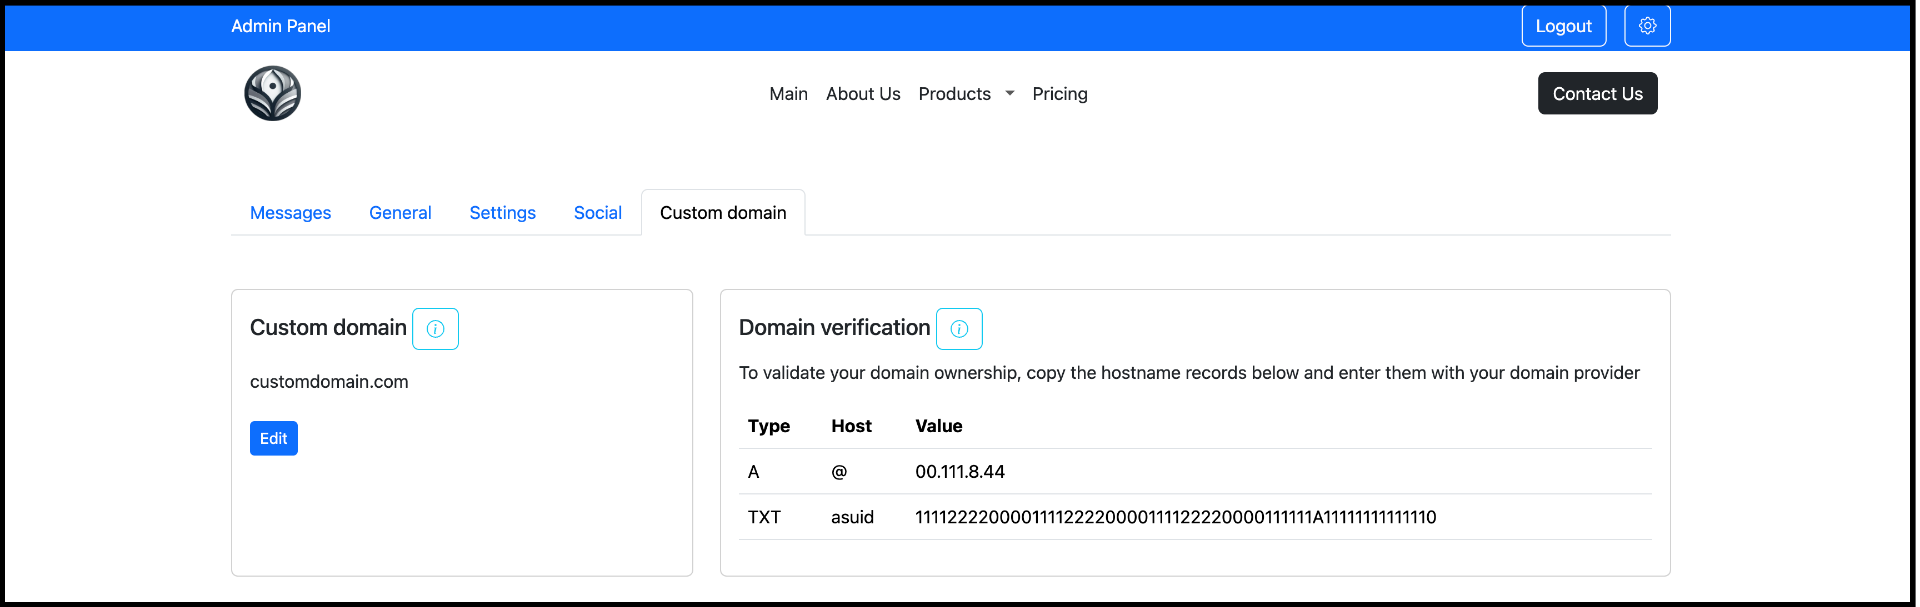 Admin Panel Logout
Main About Us Products Pricing Contact Us
Messages General Settings Social Custom domain
Custom domain
customdomain.com
Edit
Domain verification
To validate your domain ownership, copy the hostname records below and enter them with your domain provider
Type Host Value
A @ 00.111.8.44
TXT asuid 111122220000111122220000111122220000111111A11111111111110